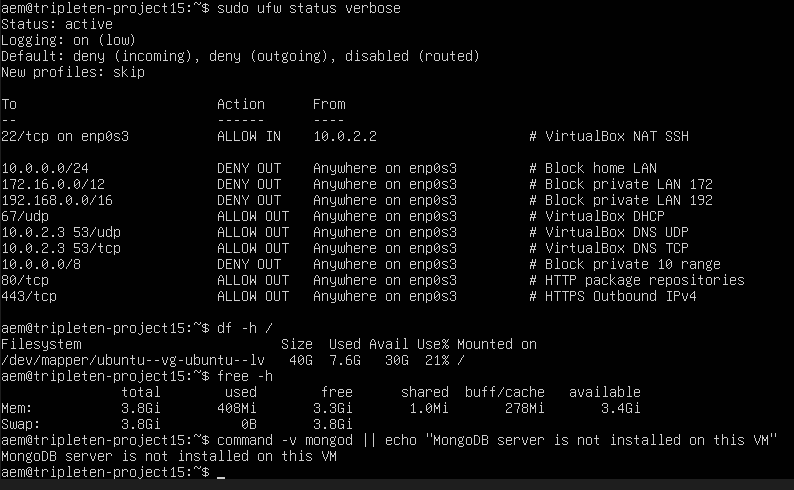 aem@tripleten-project15:~$ sudo ufw status verbose
Status: active
Logging: on (low)
Default: deny (incoming), deny (outgoing), disabled (routed)
New profiles: skip

To                         Action      From
--                         ------      ----
22/tcp on enp0s3           ALLOW IN    10.0.2.2                   # VirtualBox NAT SSH

10.0.0.0/24                DENY OUT    Anywhere on enp0s3         # Block home LAN
172.16.0.0/12              DENY OUT    Anywhere on enp0s3         # Block private LAN 172
192.168.0.0/16             DENY OUT    Anywhere on enp0s3         # Block private LAN 192
67/udp                     ALLOW OUT   Anywhere on enp0s3         # VirtualBox DHCP
10.0.2.3 53/udp            ALLOW OUT   Anywhere on enp0s3         # VirtualBox DNS UDP
10.0.2.3 53/tcp            ALLOW OUT   Anywhere on enp0s3         # VirtualBox DNS TCP
10.0.0.0/8                 DENY OUT    Anywhere on enp0s3         # Block private 10 range
80/tcp                     ALLOW OUT   Anywhere on enp0s3         # HTTP package repositories
443/tcp                    ALLOW OUT   Anywhere on enp0s3         # HTTPS Outbound IPv4

aem@tripleten-project15:~$ df -h /
Filesystem                         Size  Used Avail Use% Mounted on
/dev/mapper/ubuntu--vg-ubuntu--lv   40G  7.6G   30G  21% /
aem@tripleten-project15:~$ free -h
               total        used        free      shared  buff/cache   available
Mem:           3.8Gi       408Mi       3.3Gi       1.0Mi       278Mi       3.4Gi
Swap:          3.8Gi          0B       3.8Gi
aem@tripleten-project15:~$ command -v mongod || echo "MongoDB server is not installed on this VM"
MongoDB server is not installed on this VM
aem@tripleten-project15:~$ _